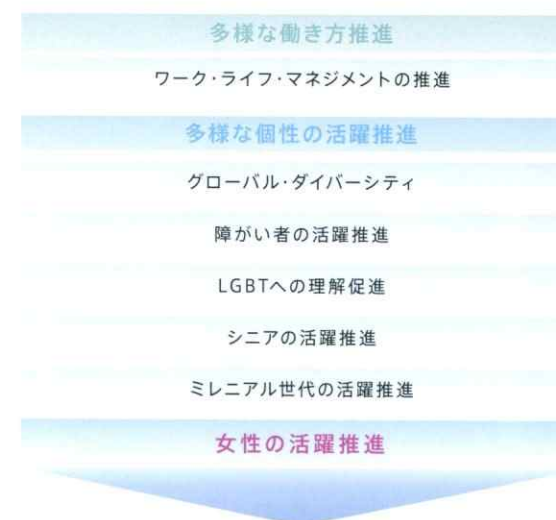 多様な働き方推進
ワーク･ライフ･マネジメントの推進
多様な個性の活躍推進
グローバル･ダイバーシティ
障がい者の活躍推進
LGBTへの理解促進
シニアの活躍推進
ミレニアル世代の活躍推進
女性の活躍推進